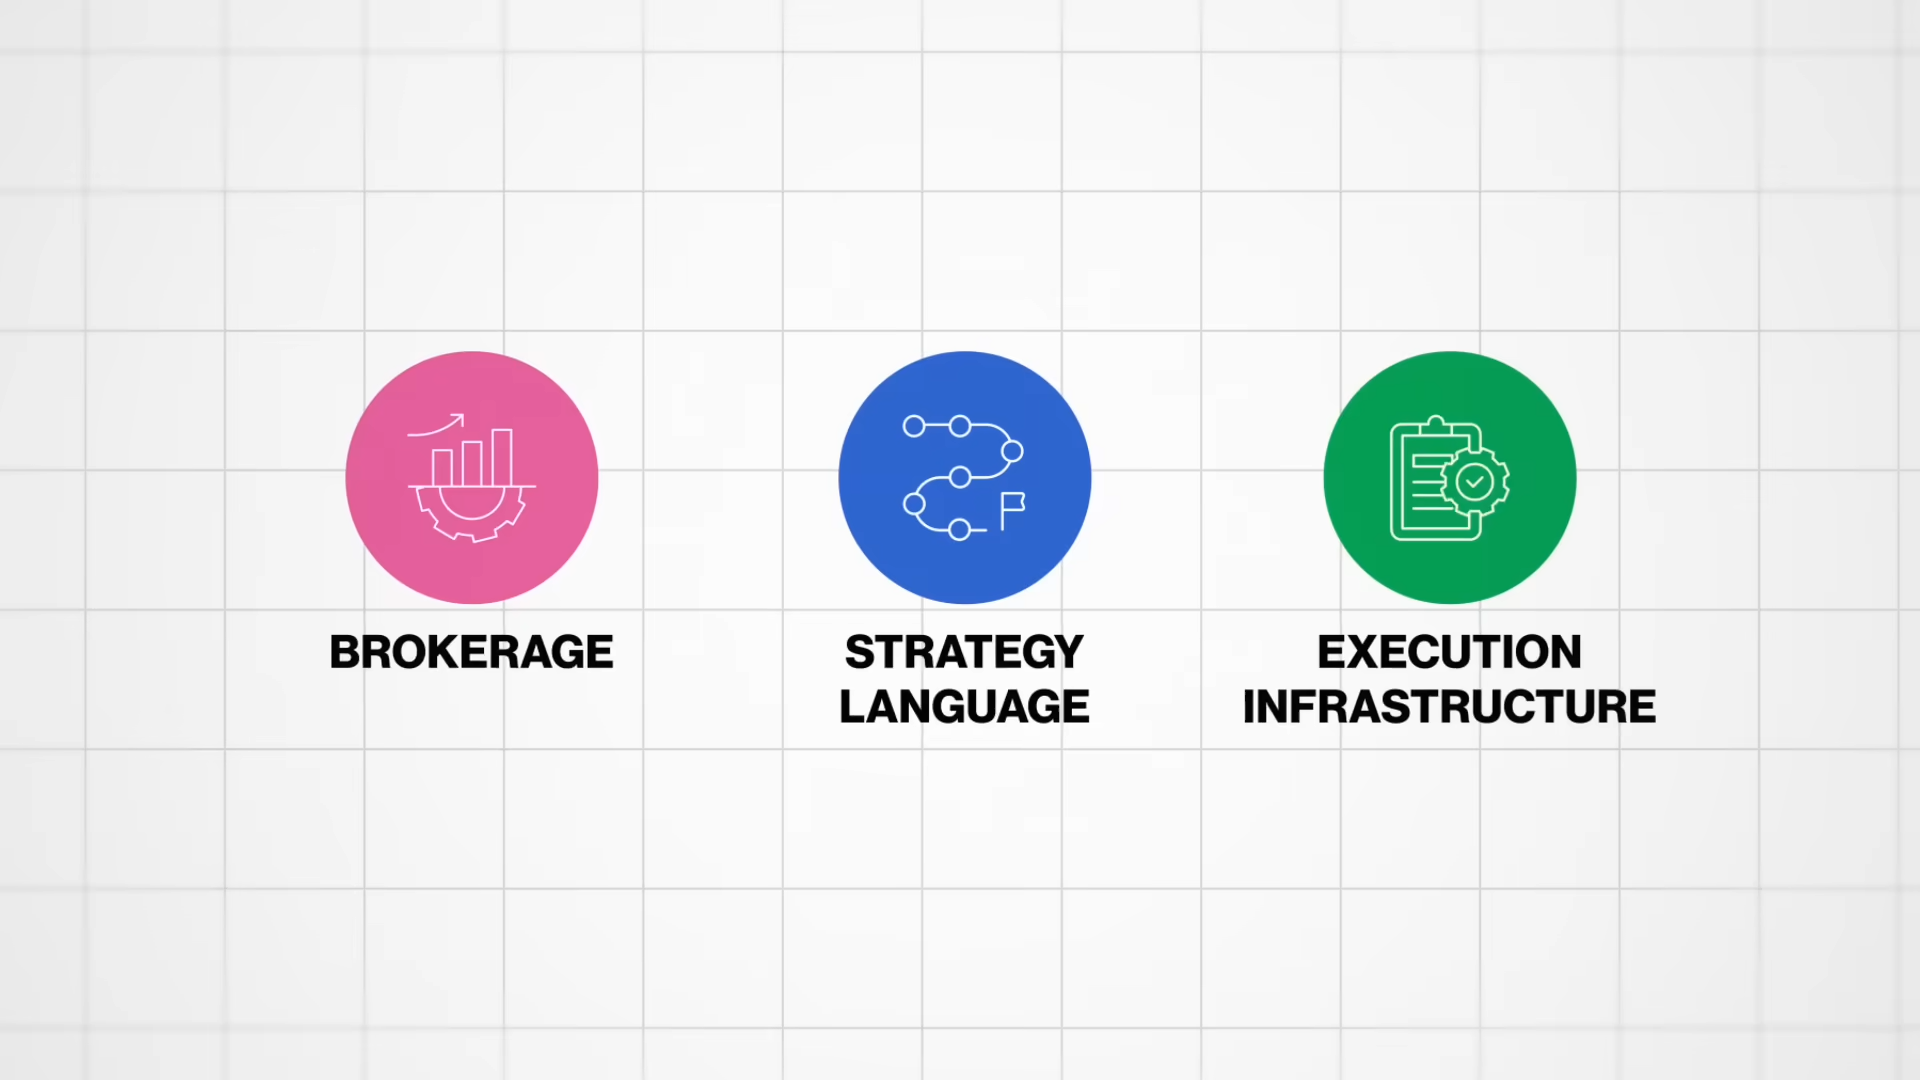 BROKERAGE
STRATEGY
LANGUAGE
EXECUTION
INFRASTRUCTURE